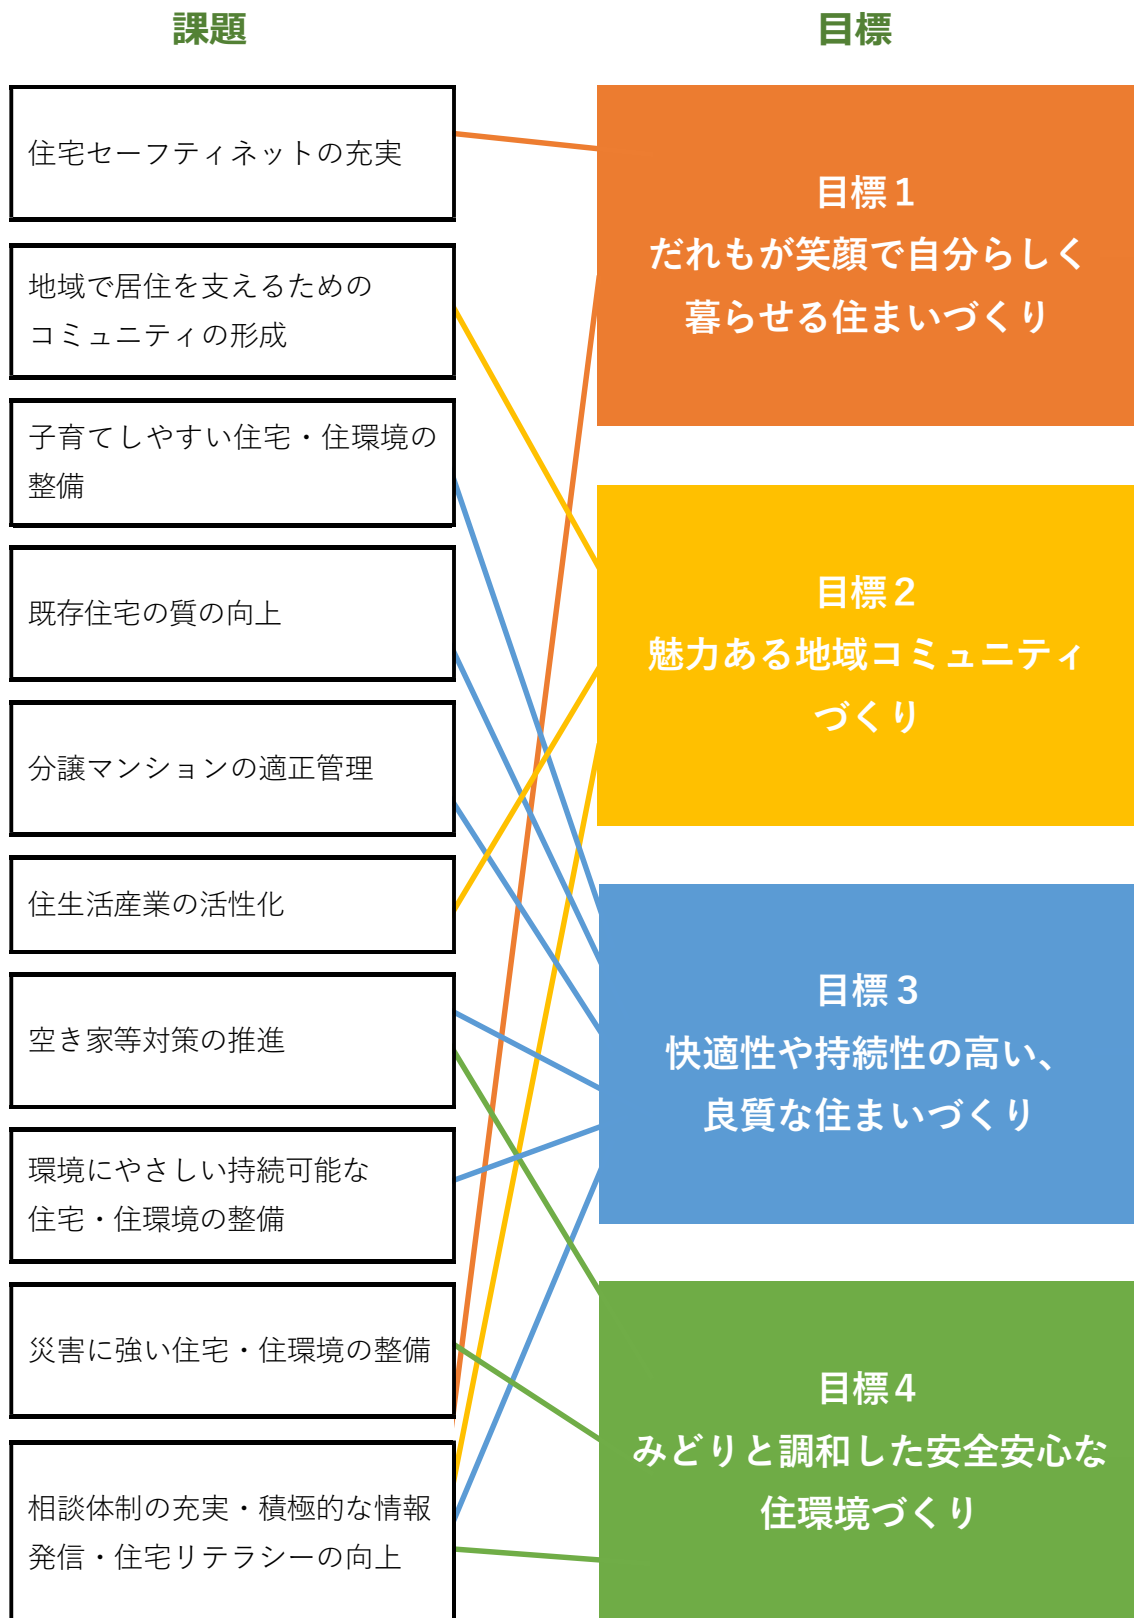 課題
目標
住宅セーフティネットの充実
地域で居住を支えるための
コミュニティの形成
子育てしやすい住宅・住環境の
整備
既存住宅の質の向上
分譲マンションの適正管理
住生活産業の活性化
空き家等対策の推進
環境にやさしい持続可能な
住宅・住環境の整備
災害に強い住宅・住環境の整備
相談体制の充実・積極的な情報
発信・住宅リテラシーの向上
目標１
だれもが笑顔で自分らしく
暮らせる住まいづくり
目標２
魅力ある地域コミュニティ
づくり
目標３
快適性や持続性の高い、
良質な住まいづくり
目標４
みどりと調和した安全安心な
住環境づくり